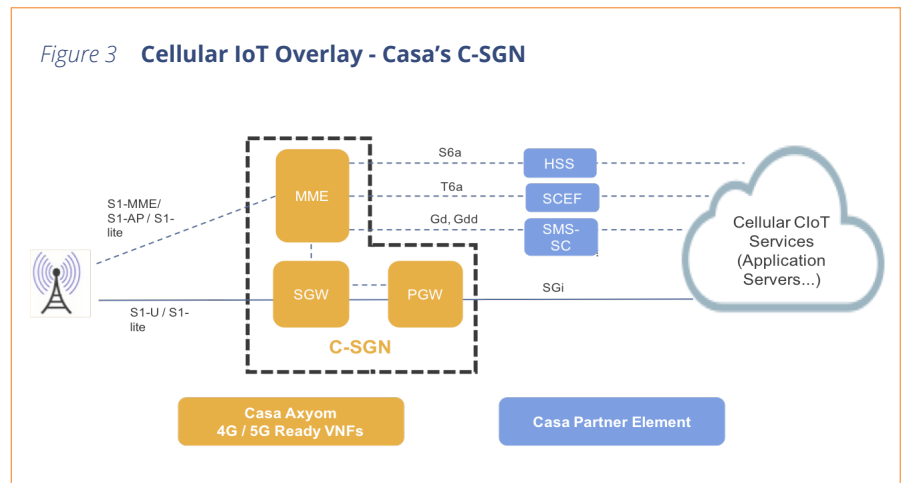 Figure 3 Cellular IoT Overlay - Casa's C-SGN
S6a
HSS
MME
T6a
SCEF
S1-MME/
S1-AP / S1-
lite
Gd, Gdd
SMS-
SC
Cellular CIoT
Services
(Application
Servers...)
SGW
PGW
SGi
S1-U / S1-
lite
C-SGN
Casa Axyom
4G / 5G Ready VNFs
Casa Partner Element